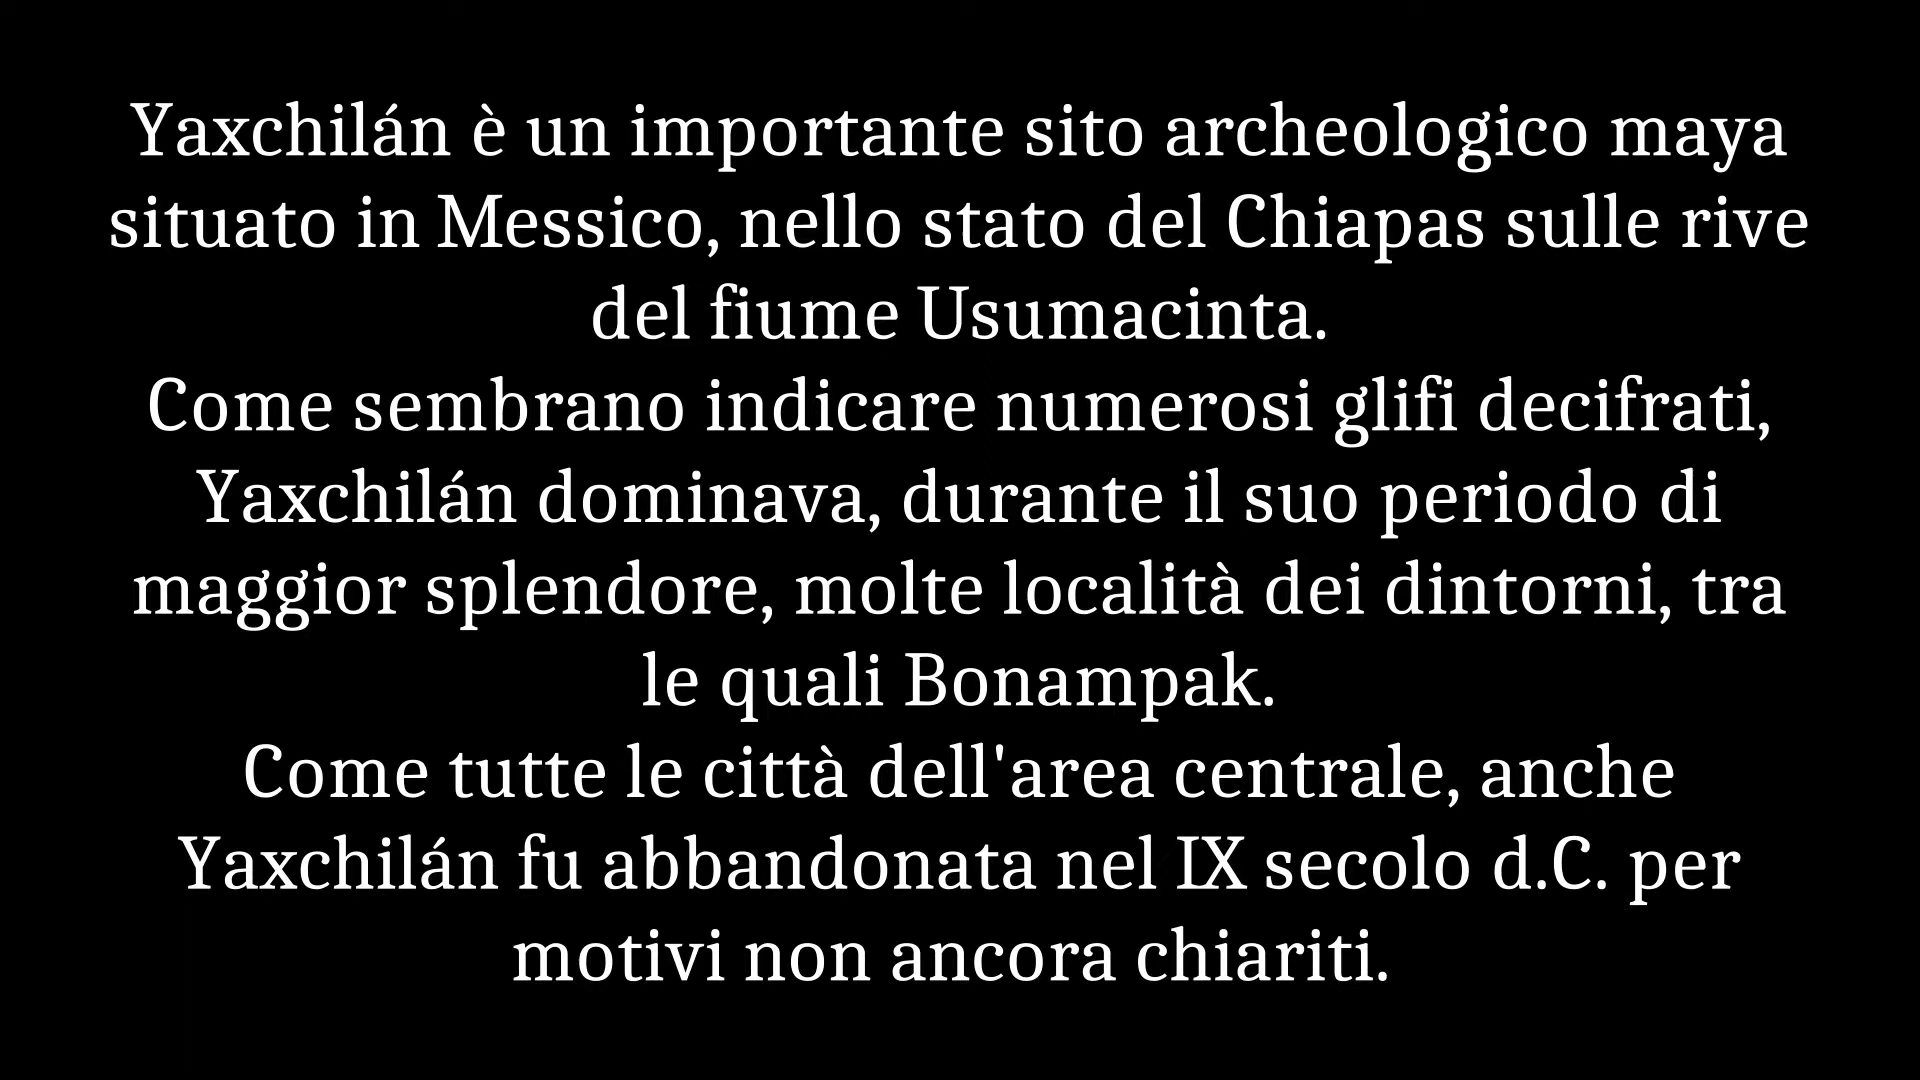 Yaxchilán è un importante sito archeologico maya
situato in Messico, nello stato del Chiapas sulle rive
del fiume Usumacinta.
Come sembrano indicare numerosi glifi decifrati,
Yaxchilán dominava, durante il suo periodo di
maggior splendore, molte località dei dintorni, tra
le quali Bonampak.
Come tutte le città dell'area centrale, anche
Yaxchilán fu abbandonata nel IX secolo d.C. per
motivi non ancora chiariti.